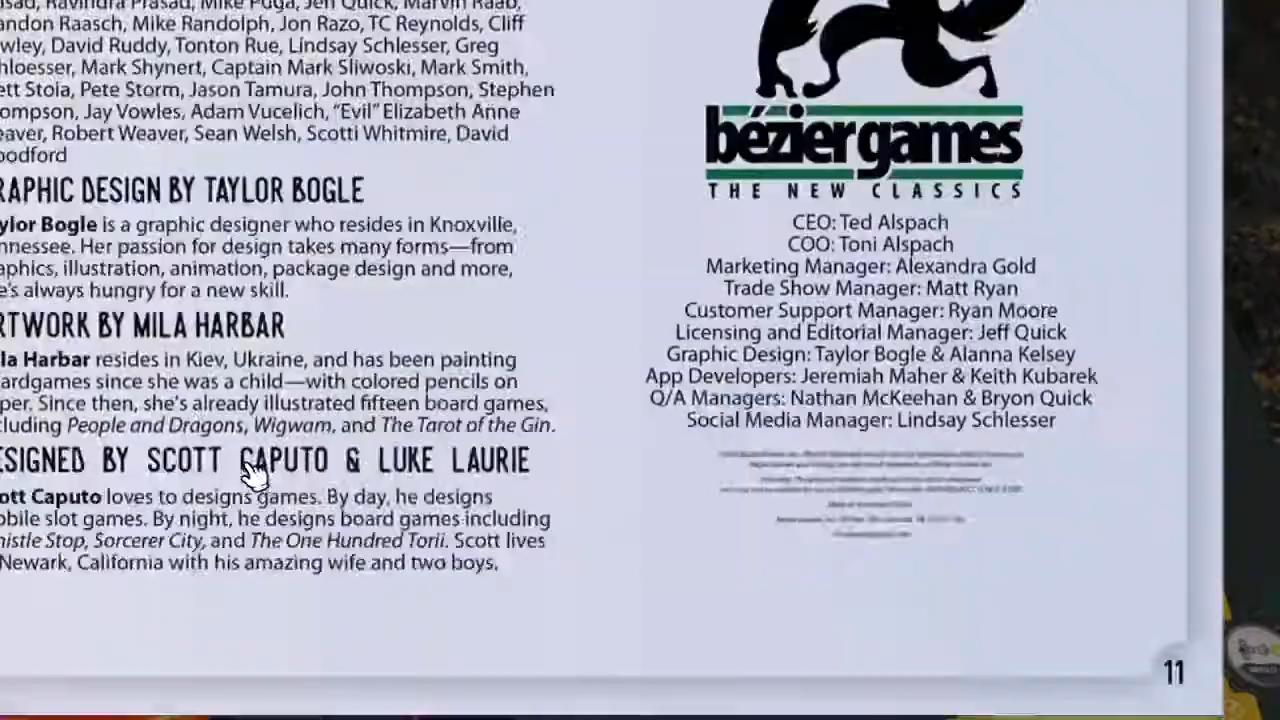 asad, Ravindra Prasad, Mike Puga, Jeff Quick, Marvin Raab,
andon Raasch, Mike Randolph, Jon Razo, TC Reynolds, Cliff
wley, David Ruddy, Tonton Rue, Lindsay Schlesser, Greg
hloesser, Mark Shynert, Captain Mark Sliwoski, Mark Smith,
ett Stola, Pete Storm, Jason Tamura, John Thompson, Stephen
ompson, Jay Vowles, Adam Vucelich, “Evil” Elizabeth Anne
eaver, Robert Weaver, Sean Welsh, Scotti Whitmire, David
oodford
RAPHIC DESIGN BY TAYLOR BOGLE
ylor Bogle is a graphic designer who resides in Knoxville,
nnessee. Her passion for design takes many forms—from
aphics, illustration, animation, package design and more,
e's always hungry for a new skill.
RTWORK BY MILA HARBAR
la Harbar resides in Kiev, Ukraine, and has been painting
ardgames since she was a child—with colored pencils on
per. Since then, she's already illustrated fifteen board games,
cluding People and Dragons, Wigwam, and The Tarot of the Gin.
ESIGNED BY SCOTT CAPUTO & LUKE LAURIE
ott Caputo loves to designs games. By day, he designs
obile slot games. By night, he designs board games including
histle Stop, Sorcerer City, and The One Hundred Torii. Scott lives
Newark, California with his amazing wife and two boys.
béziergames
THE NEW CLASSICS
CEO: Ted Alspach
COO: Toni Alspach
Marketing Manager: Alexandra Gold
Trade Show Manager: Matt Ryan
Customer Support Manager: Ryan Moore
Licensing and Editorial Manager: Jeff Quick
Graphic Design: Taylor Bogle & Alanna Kelsey
App Developers: Jeremiah Maher & Keith Kubarek
Q/A Managers: Nathan McKeehan & Bryon Quick
Social Media Manager: Lindsay Schlesser
11